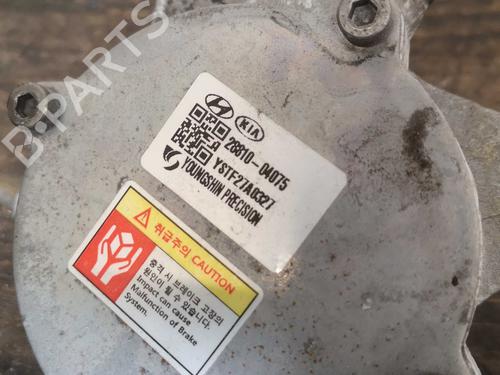 B-PARTS
KIA
28810-04075
YSTF27A0327
YOUNGSHIN PRECISION
취급주의 CAUTION
충격 시 브레이크 고장의
원인이 될 수 있습니다.
Impact can cause
Malfunction of Brake
System.